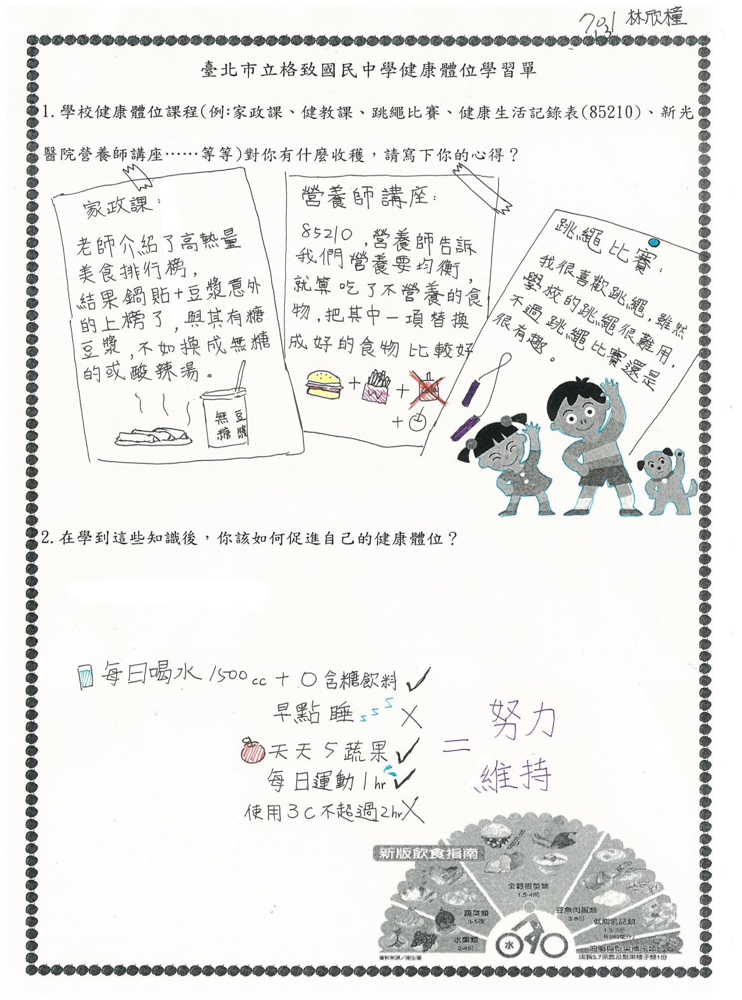 林欣橦
臺北市立格致國民中學健康體位學習單
1.學校健康體位課程(例:家政課、健教課、跳繩比賽、健康生活記錄表(85210)、新光
醫院營養師講座……等等)對你有什麼收穫，請寫下你的心得？
家政課:
老師介紹了高熱量
美食排行榜,
結果鍋貼+豆漿意外
的上榜了,與其有糖
豆漿,不如換成無糖
的或酸辣湯。
無豆
糖漿
營養師講座:
85210,營養師告訴
我們營養要均衡,
就算吃了不營養的食
物,把其中一項替換
成好的食物比較好
+ + cola
+
跳繩比賽:
我很喜歡跳繩,雖然
學校的跳繩很難用,
不過跳繩比賽還是
很有趣。
2.在學到這些知識後，你該如何促進自己的健康體位？
每日喝水1500cc+0含糖飲料✓
早點睡sss X
天天5蔬果✓
每日運動1hr✓
使用3C不超過2hrX
= 努力
維持
新版飲食指南
全穀根莖類
1.5-4碗
豆魚肉蛋類
3-8份
蔬菜類
3-5碟
低脂乳品類
水果類
2-4份
水
油脂與堅果種子類
油脂3.7茶匙及堅果種子類1份
資料來源／衛生署